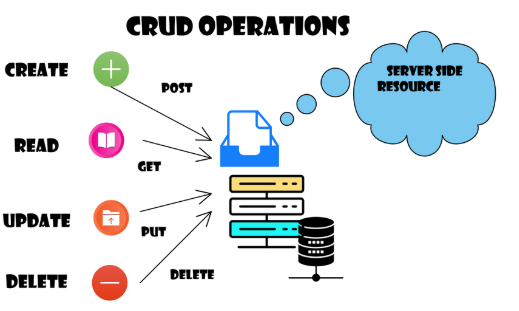 CRUD OPERATIONS
CREATE
POST
SERVER SIDE
RESOURCE
READ
GET
UPDATE
PUT
DELETE
DELETE